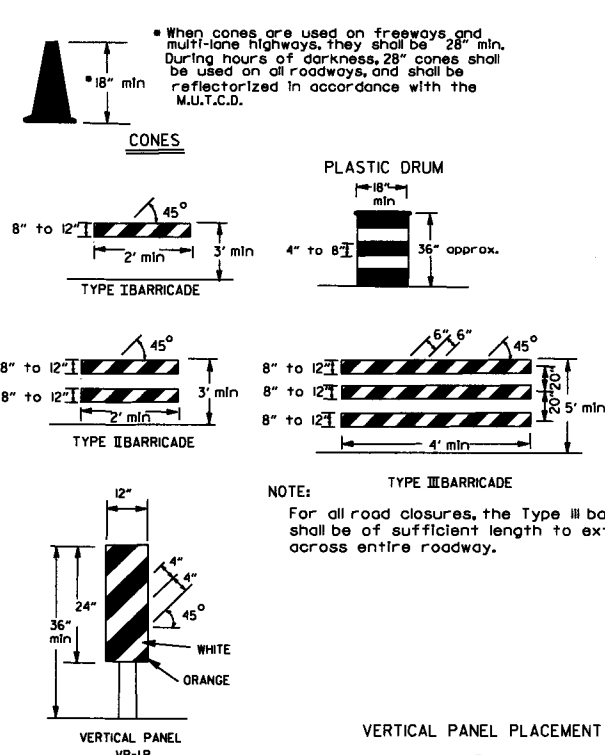 * When cones are used on freeways and
multi-lane highways, they shall be 28" min.
During hours of darkness, 28" cones shall
be used on all roadways, and shall be
reflectorized in accordance with the
M.U.T.C.D.
*18" min
CONES
PLASTIC DRUM
18"
min
4" to 8"
36" approx.
45°
8" to 12"
2' min
3' min
TYPE I BARRICADE
45°
8" to 12"
8" to 12"
2' min
3' min
TYPE II BARRICADE
6" 6"
45°
8" to 12"
8" to 12"
8" to 12"
20"
20"
5' min
4' min
TYPE III BARRICADE
NOTE:
For all road closures, the Type III
shall be of sufficient length to
across entire roadway.
12"
4"
4"
45°
24"
36"
min
WHITE
ORANGE
VERTICAL PANEL
VERTICAL PANEL PLACEMENT